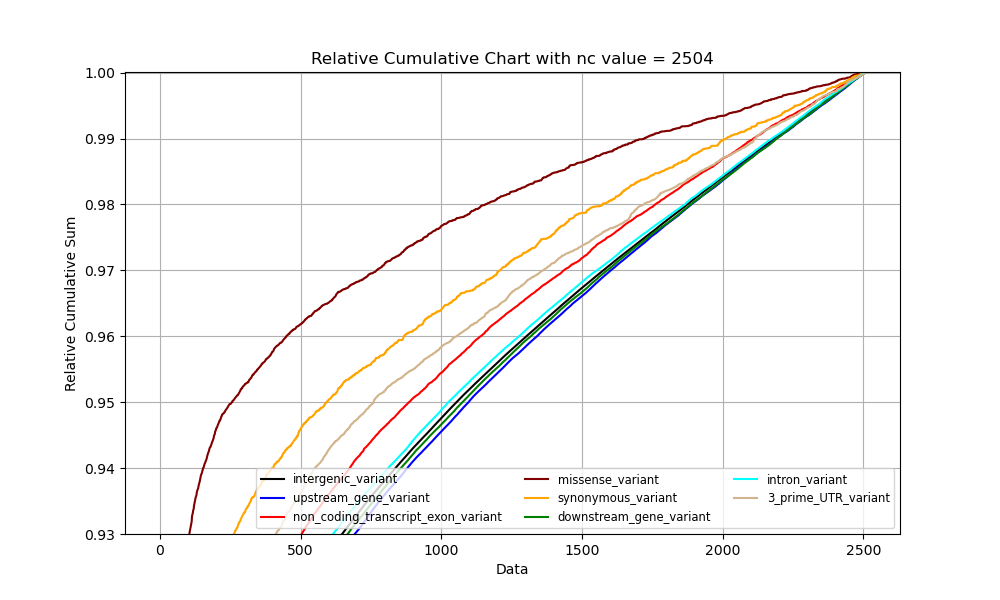 Relative Cumulative Chart with nc value = 2504
Relative Cumulative Sum
1.00
0.99
0.98
0.97
0.96
0.95
0.94
0.93
intergenic_variant
upstream_gene_variant
non_coding_transcript_exon_variant
missense_variant
synonymous_variant
downstream_gene_variant
intron_variant
3_prime_UTR_variant
0 500 1000 1500 2000 2500
Data